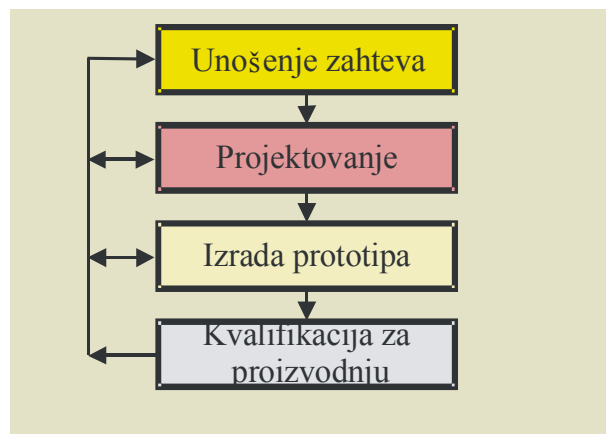 Unošenje zahteva
Projektovanje
Izrada prototipa
Kvalifikacija za
proizvodnju